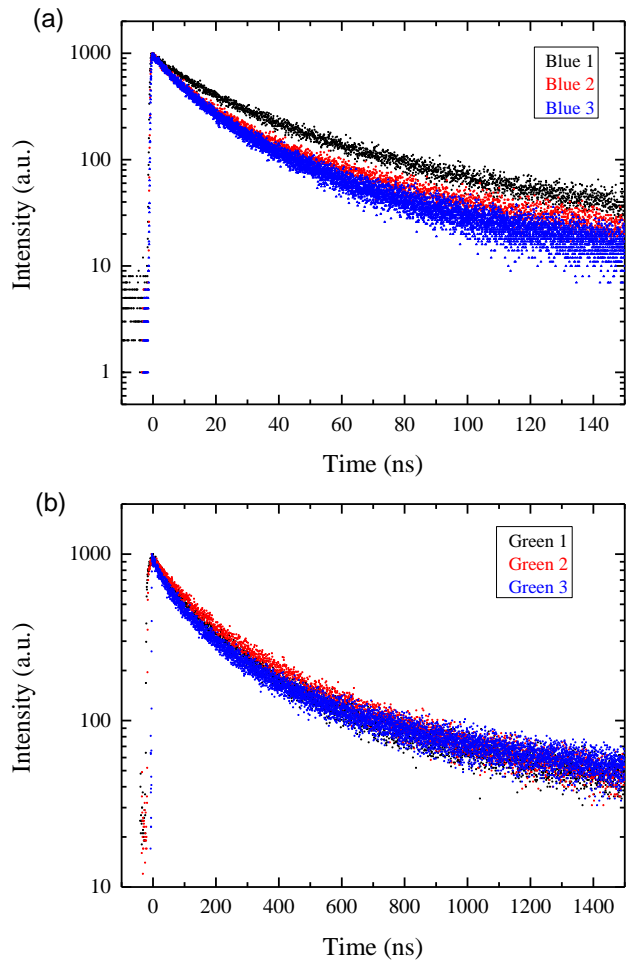 (a)
1000
100
10
1
Intensity (a.u.)
Blue 1
Blue 2
Blue 3
0 20 40 60 80 100 120 140
Time (ns)
(b)
1000
100
10
Intensity (a.u.)
Green 1
Green 2
Green 3
0 200 400 600 800 1000 1200 1400
Time (ns)